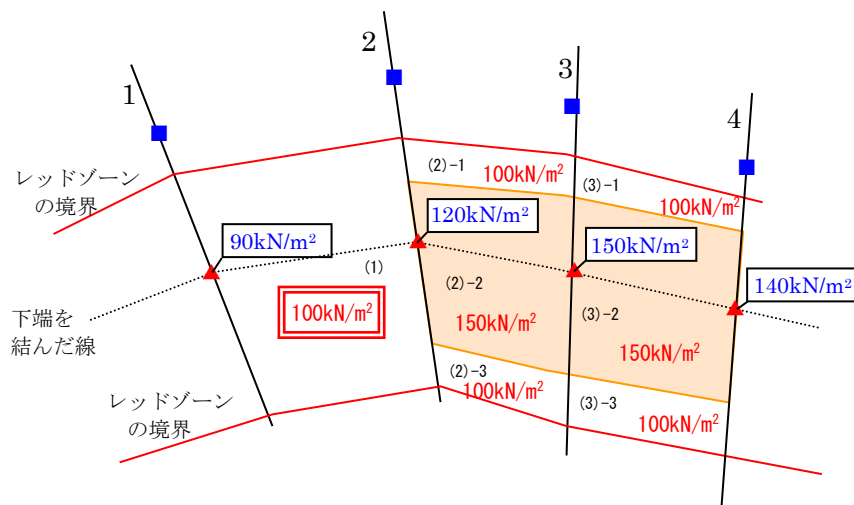 1
2
3
4
レッドゾーン
の境界
(2)-1
100kN/m²
(3)-1
100kN/m²
90kN/m²
120kN/m²
150kN/m²
140kN/m²
(1)
(2)-2
(3)-2
100kN/m²
150kN/m²
150kN/m²
下端を
結んだ線
レッドゾーン
の境界
(2)-3
100kN/m²
(3)-3
100kN/m²